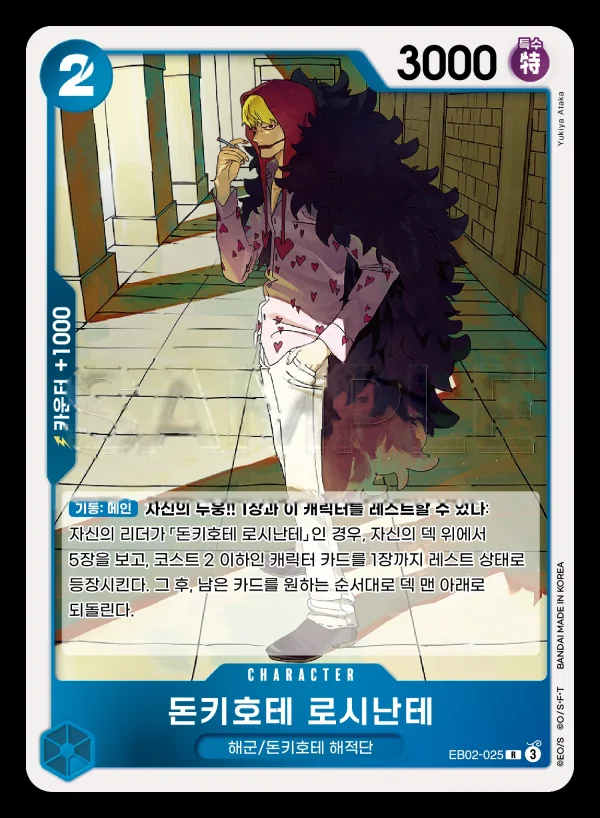 2
3000
특수
特
Yukiya Ataka
카운터 +1000
SAMPLE
기동: 메인 자신의 두웅!! 1장과 이 캐릭터를 레스트할 수 있다:
자신의 리더가 「돈키호테 로시난테」인 경우, 자신의 덱 위에서
5장을 보고, 코스트 2 이하인 캐릭터 카드를 1장까지 레스트 상태로
등장시킨다. 그 후, 남은 카드를 원하는 순서대로 덱 맨 아래로
되돌린다.
CHARACTER
돈키호테 로시난테
해군/돈키호테 해적단
EB02-025 R 3
©EO/S ©O/S·F·T BANDAI MADE IN KOREA